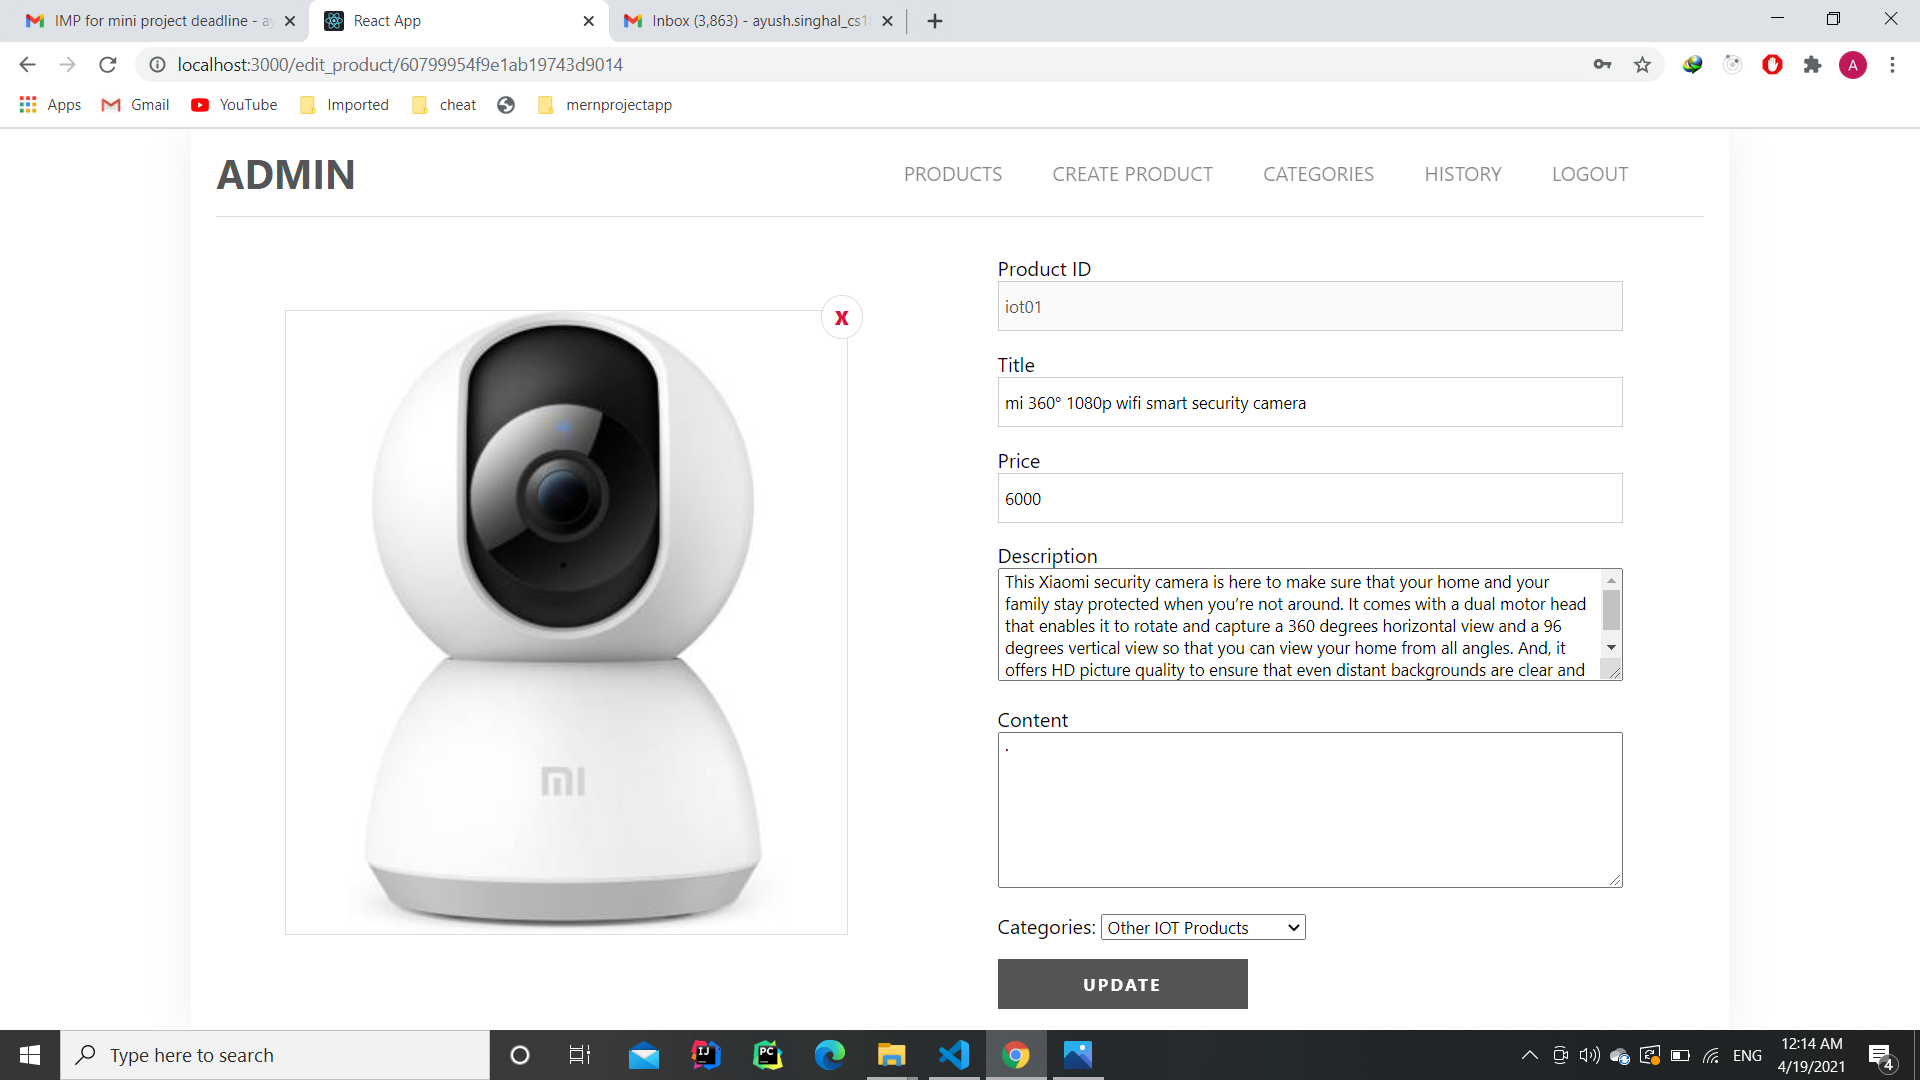 IMP for mini project deadline - a
React App
Inbox (3,863) - ayush.singhal_cs1
localhost:3000/edit_product/60799954f9e1ab19743d9014
A
Apps
Gmail
YouTube
Imported
cheat
mernprojectapp
ADMIN
PRODUCTS
CREATE PRODUCT
CATEGORIES
HISTORY
LOGOUT
X
mi
Product ID
iot01
Title
mi 360° 1080p wifi smart security camera
Price
6000
Description
This Xiaomi security camera is here to make sure that your home and your
family stay protected when you’re not around. It comes with a dual motor head
that enables it to rotate and capture a 360 degrees horizontal view and a 96
degrees vertical view so that you can view your home from all angles. And, it
offers HD picture quality to ensure that even distant backgrounds are clear and
Content
.
Categories: Other IOT Products
UPDATE
Type here to search
IJ
PC
ENG
12:14 AM
4/19/2021
4